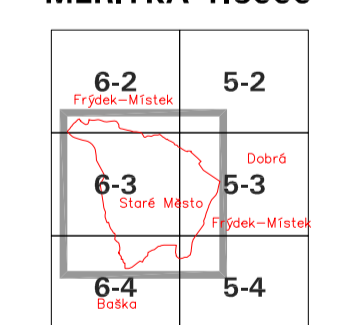 6-2 5-2
Frýdek-Místek
Dobrá
6-3 5-3
Staré Město
Frýdek-Místek
6-4 5-4
Baška